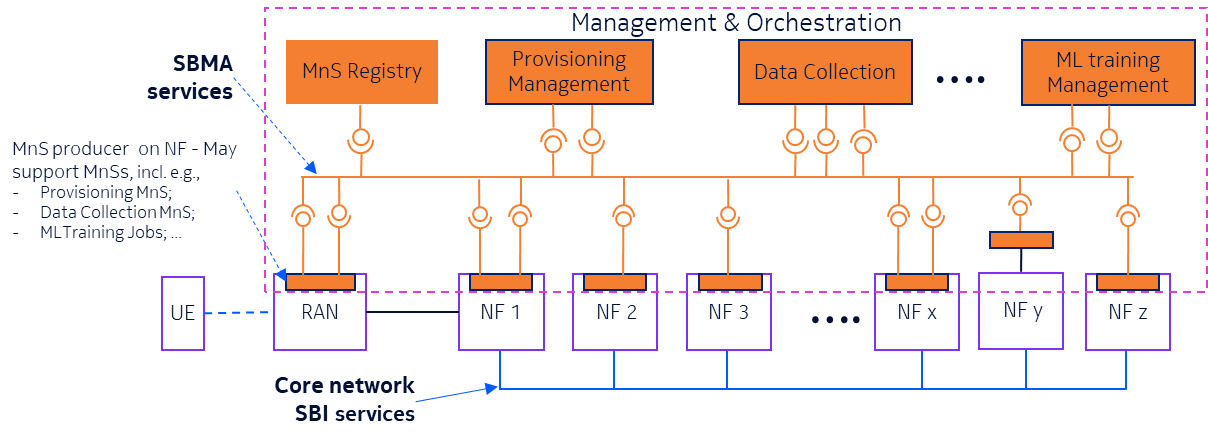 Management & Orchestration
SBMA
services
MnS Registry
Provisioning
Management
Data Collection
....
ML training
Management
MnS producer on NF - May
support MnSs, incl. e.g.,
- Provisioning MnS;
- Data Collection MnS;
- MLTraining Jobs; ...
UE
RAN
NF 1
NF 2
NF 3
....
NF x
NF y
NF z
Core network
SBI services